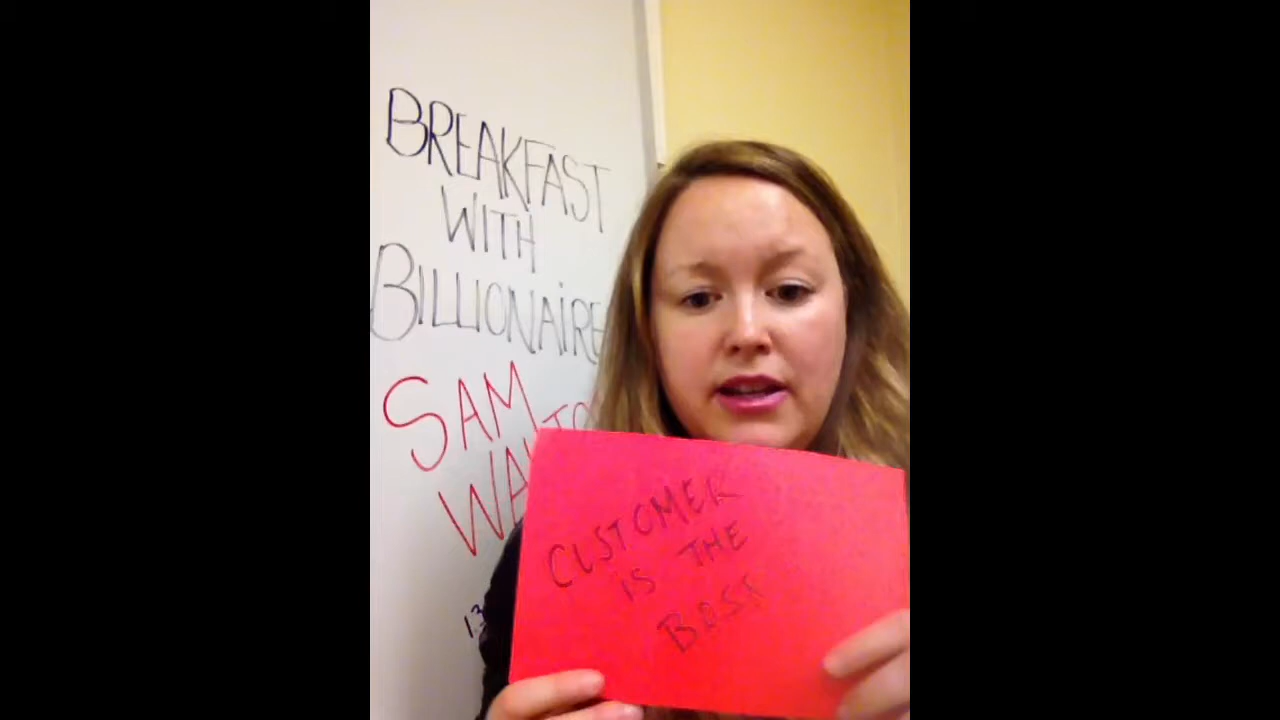 BREAKFAST
WITH
BILLIONAIRE
SAM
CUSTOMER
IS THE
BOSS